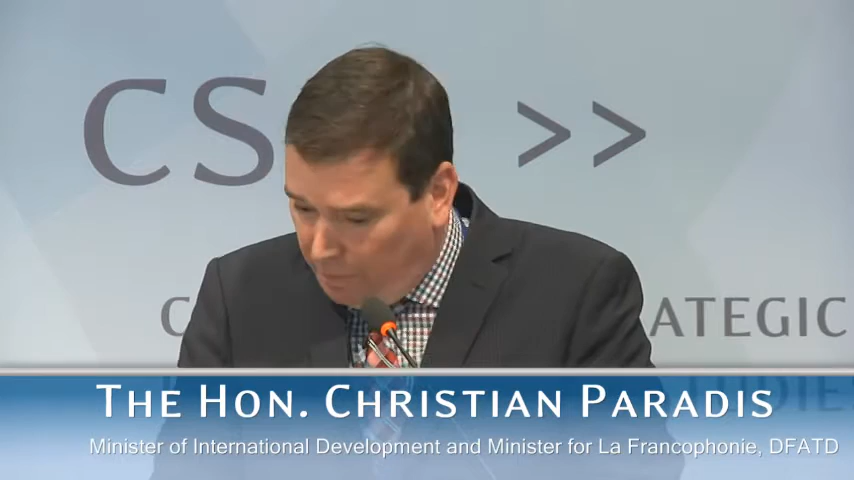 CS >>
C ATEGIC
THE HON. CHRISTIAN PARADIS
Minister of International Development and Minister for La Francophonie, DFATD